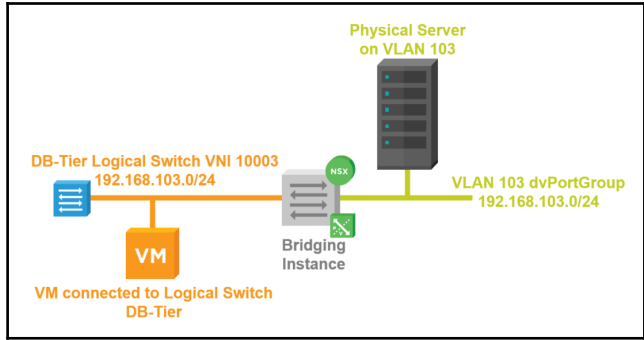 Physical Server
on VLAN 103
DB-Tier Logical Switch VNI 10003
192.168.103.0/24
NSX
VLAN 103 dvPortGroup
192.168.103.0/24
Bridging
Instance
VM
VM connected to Logical Switch
DB-Tier